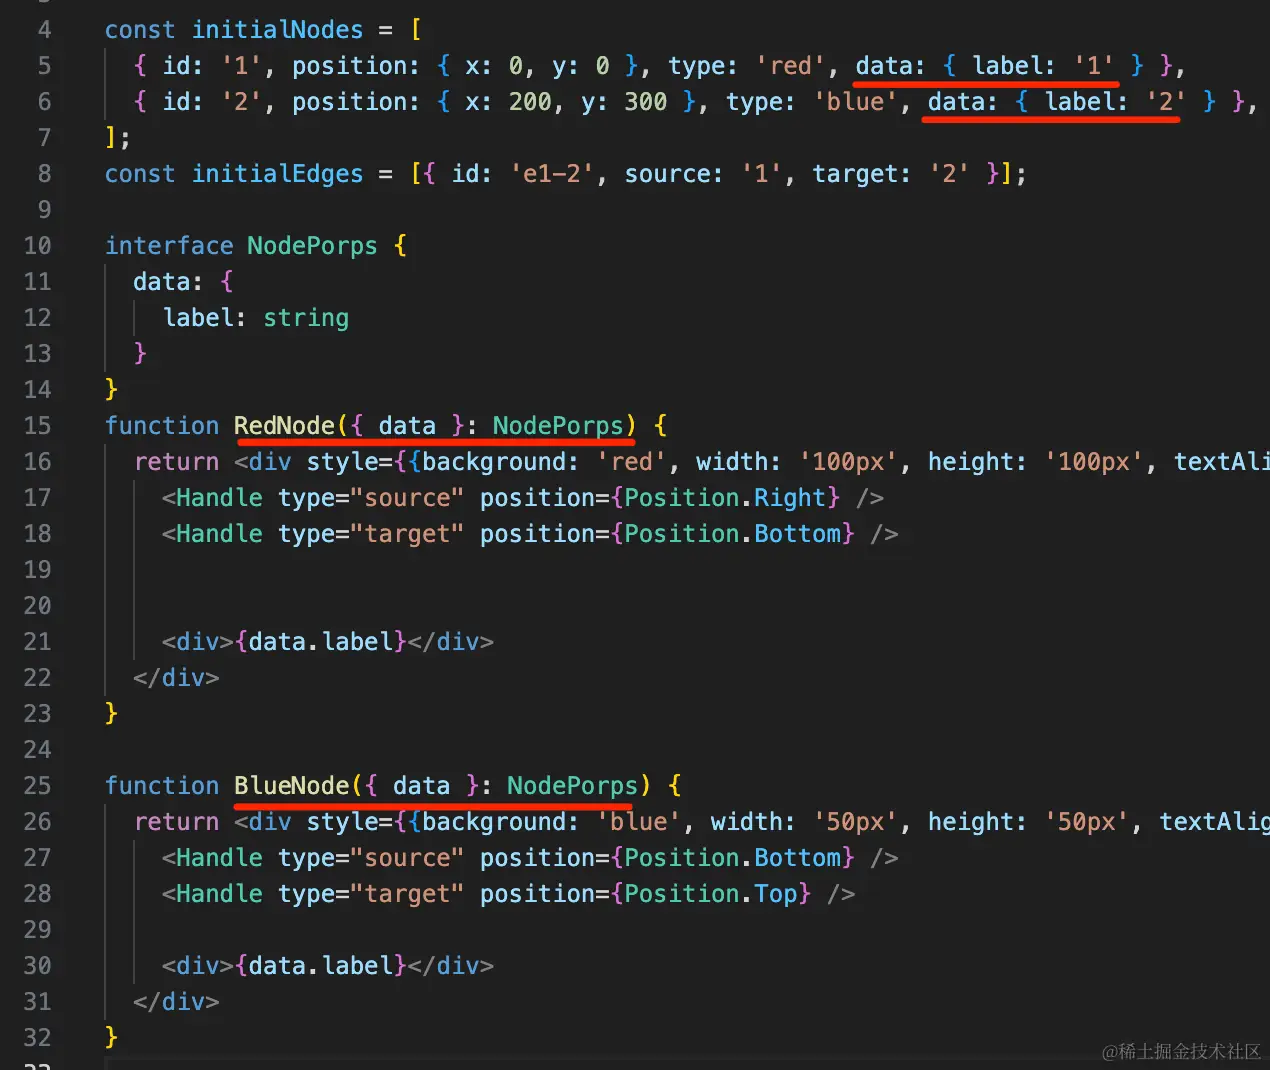 4 const initialNodes = [
5 { id: '1', position: { x: 0, y: 0 }, type: 'red', data: { label: '1' } },
6 { id: '2', position: { x: 200, y: 300 }, type: 'blue', data: { label: '2' } },
7 ];
8 const initialEdges = [{ id: 'e1-2', source: '1', target: '2' }];
9
10 interface NodePorps {
11 data: {
12 label: string
13 }
14 }
15 function RedNode({ data }: NodePorps) {
16 return <div style={{background: 'red', width: '100px', height: '100px', textAli
17 <Handle type="source" position={Position.Right} />
18 <Handle type="target" position={Position.Bottom} />
19
20
21 <div>{data.label}</div>
22 </div>
23 }
24
25 function BlueNode({ data }: NodePorps) {
26 return <div style={{background: 'blue', width: '50px', height: '50px', textAlig
27 <Handle type="source" position={Position.Bottom} />
28 <Handle type="target" position={Position.Top} />
29
30 <div>{data.label}</div>
31 </div>
32 }
@稀土掘金技术社区